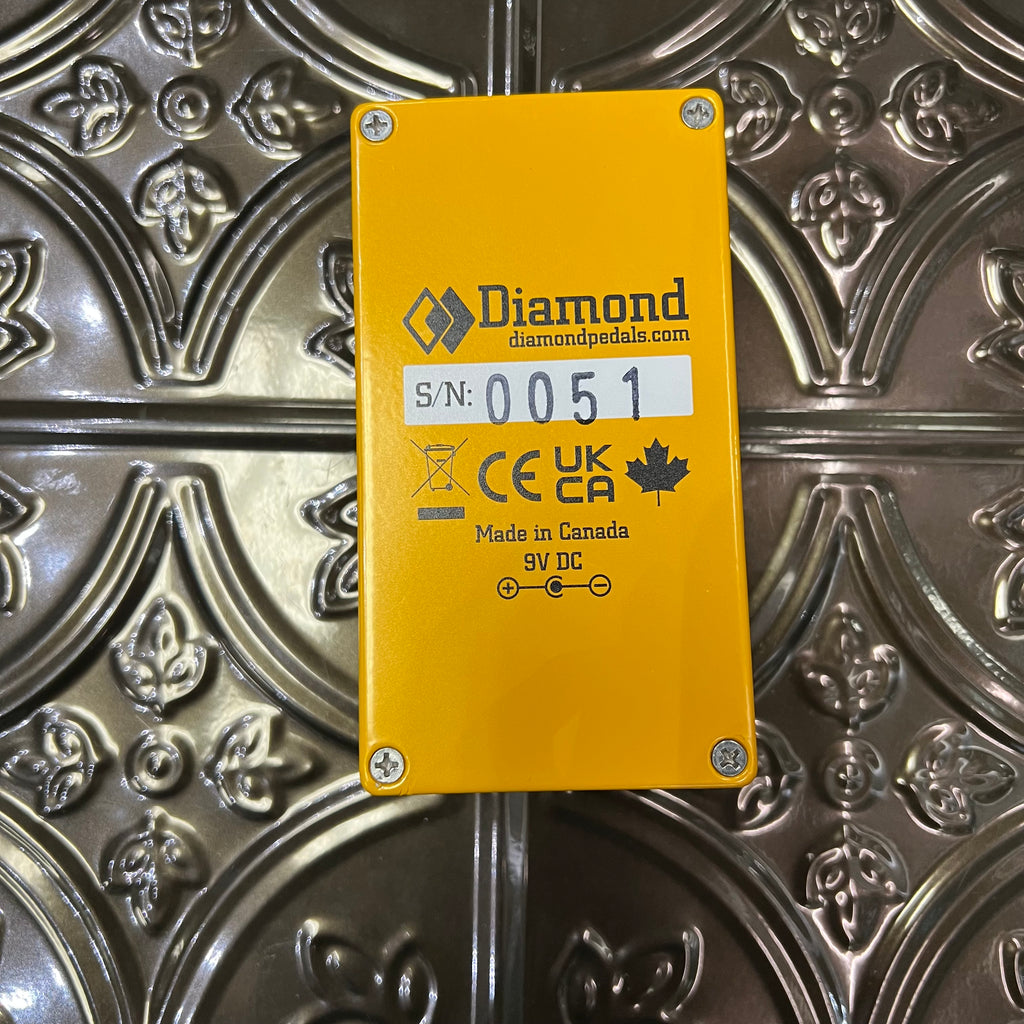 Diamond
diamondpedals.com
S/N: 0051
CE UK CA
Made in Canada
9V DC